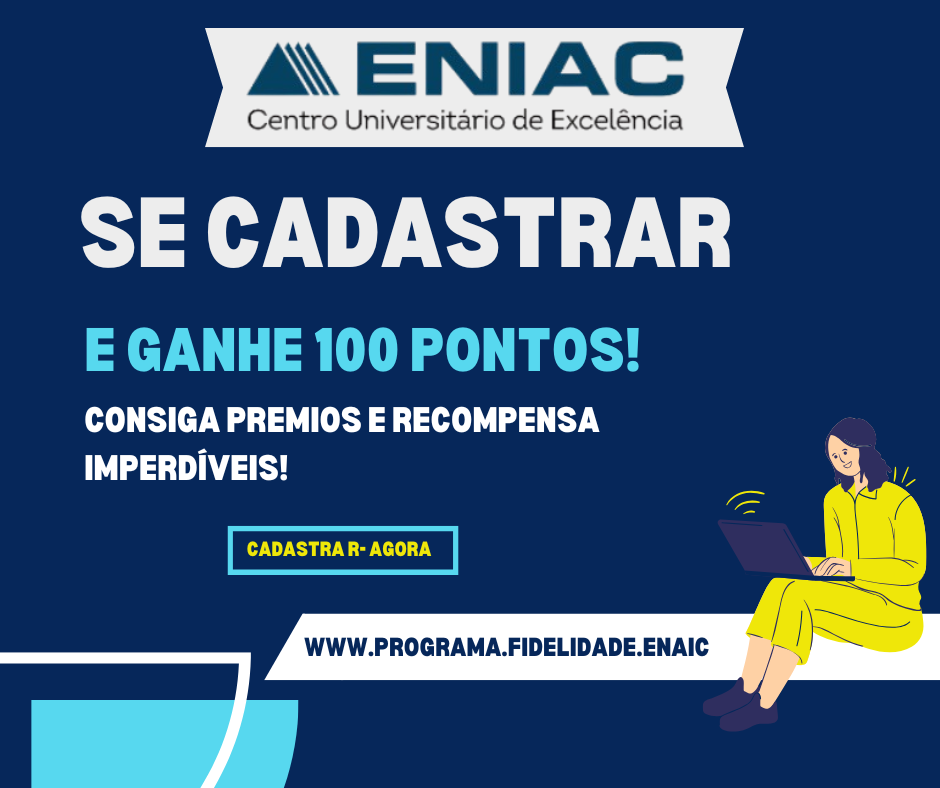 ENIAC
Centro Universitário de Excelência
SE CADASTRAR
E GANHE 100 PONTOS!
CONSIGA PREMIOS E RECOMPENSA
IMPERDÍVEIS!
CADASTRA R- AGORA
WWW.PROGRAMA.FIDELIDADE.ENAIC